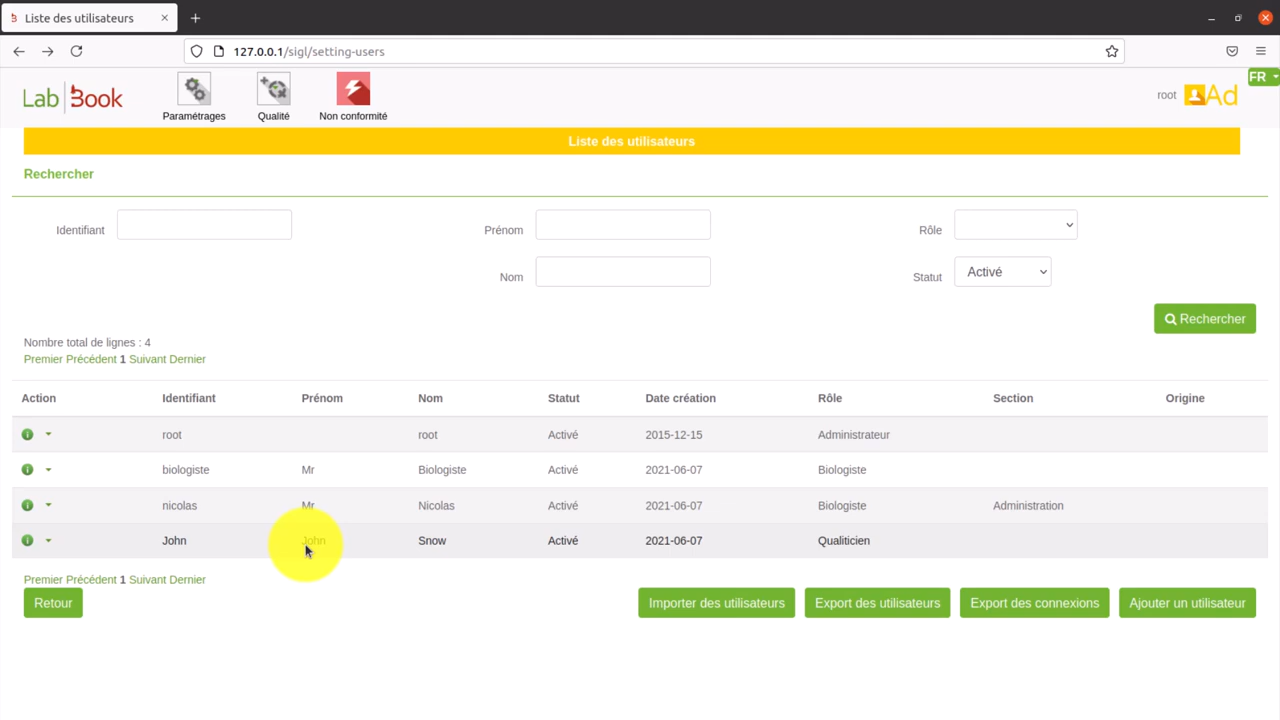 Liste des utilisateurs
127.0.0.1/sigl/setting-users
Lab Book
Paramétrages
Qualité
Non conformité
root
Ad
FR
Liste des utilisateurs
Rechercher
Identifiant
Prénom
Rôle
Nom
Statut
Activé
Rechercher
Nombre total de lignes : 4
Premier Précédent 1 Suivant Dernier
Action Identifiant Prénom Nom Statut Date création Rôle Section Origine
root root Activé 2015-12-15 Administrateur
biologiste Mr Biologiste Activé 2021-06-07 Biologiste
nicolas Mr Nicolas Activé 2021-06-07 Biologiste Administration
John John Snow Activé 2021-06-07 Qualiticien
Premier Précédent 1 Suivant Dernier
Retour
Importer des utilisateurs
Export des utilisateurs
Export des connexions
Ajouter un utilisateur